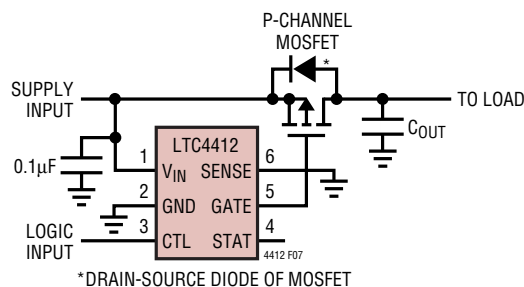 P-CHANNEL
MOSFET
*
SUPPLY
INPUT
TO LOAD
COUT
0.1µF
LTC4412
1
VIN
SENSE
6
2
GND
GATE
5
LOGIC
INPUT
3
CTL
STAT
4
4412 F07
*DRAIN-SOURCE DIODE OF MOSFET